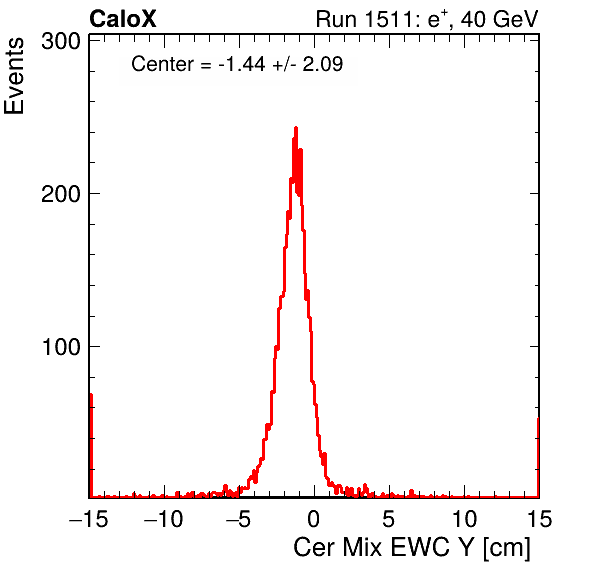 CaloX Run 1511: e⁺, 40 GeV
Center = -1.44 +/- 2.09
Events
300
200
100
−15 −10 −5 0 5 10 15
Cer Mix EWC Y [cm]